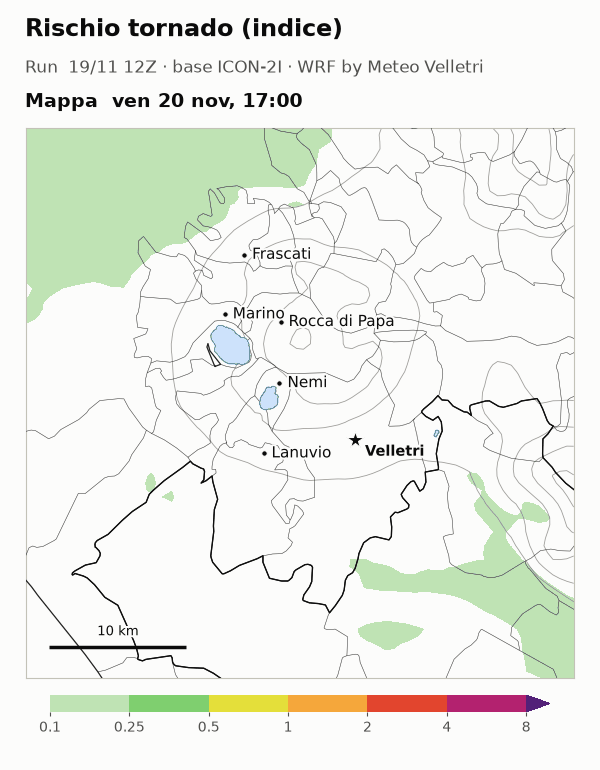 Rischio tornado (indice)
Run  19/11 12Z · base ICON-2I · WRF by Meteo Velletri
Mappa  ven 20 nov, 17:00
Frascati
Marino
Rocca di Papa
Nemi
Velletri
Lanuvio
10 km
0.1 0.25 0.5 1 2 4 8